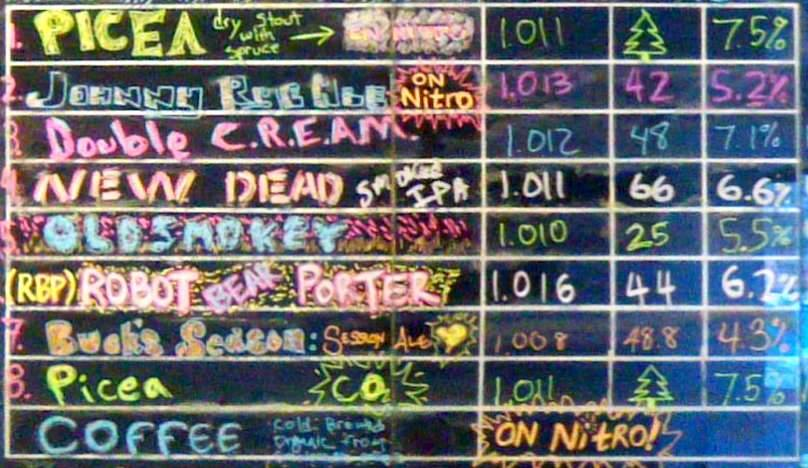 1. PICEA dry stout with spruce → ON NITRO 1.011 7.5%
2. Johnny ON Nitro 1.013 42 5.2%
3 Double C.R.E.A.M. 1.012 48 7.1%
4 NEW DEAD SMOKED IPA 1.011 66 6.6%
5 OLD SMOKEY 1.010 25 5.5%
(RBP) ROBOT BEAR PORTER 1.016 44 6.2%
7. Buck's Season: Session Ale 1.008 48.8 4.3%
8. Picea CO2 1.011 7.5%
COFFEE Cold Brewed Organic from ON NiTRO!